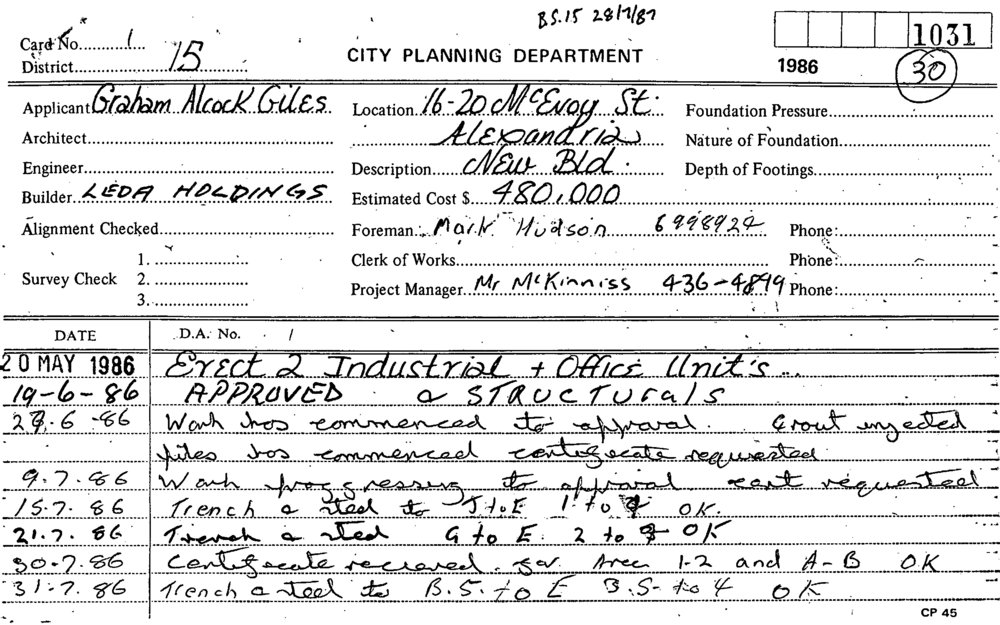 B.S.15 28/7/87
Card No. 1
1031
District 15
CITY PLANNING DEPARTMENT
1986
30
Applicant Graham Alcock Giles
Location 16-20 McEvoy St.
Foundation Pressure
Architect
Alexandria
Nature of Foundation
Engineer
Description New Bld.
Depth of Footings
Builder LEDA HOLDINGS
Estimated Cost $ 480,000
Alignment Checked
Foreman Mark Hudson 6998924 Phone:
Survey Check 1. 2. 3.
Clerk of Works Phone:
Project Manager Mr McKinniss 436-4899 Phone:
DATE D.A. No. /
20 MAY 1986 Erect 2 Industrial + Office Unit's
19-6-86 APPROVED a STRUCTURALS
6-86 Work has commenced to approval. Grout injected
piles has commenced certificate requested
9.7.86 Work progressing to approval cert requested
15.7.86 Trench a steel to J to E 1 to OK.
21.7.86 Trench a steel G to E. 2 to OK
30.7.86 Certificate recieved for Area 1-2 and A-B OK
31.7.86 Trench a steel to B.5. to E B.5- to 4 OK
CP 45